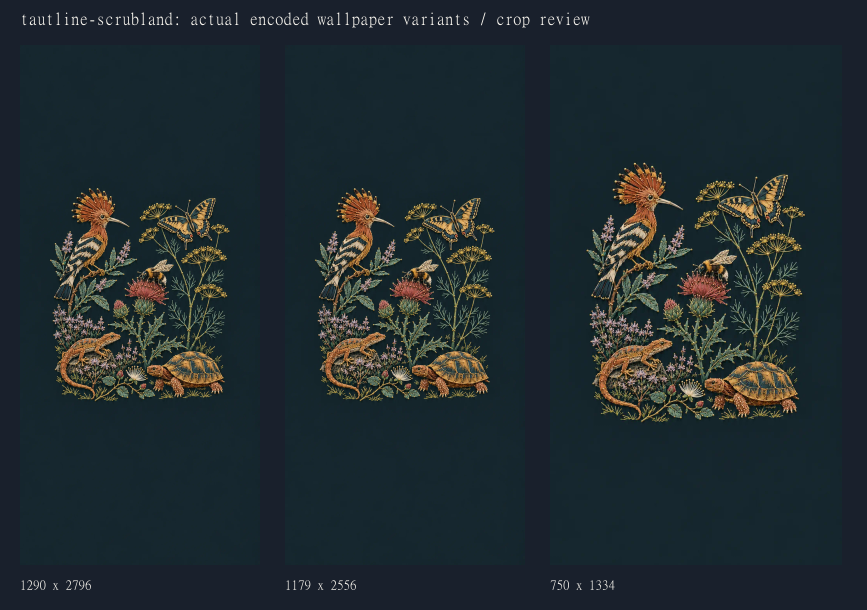 tautline-scrubland: actual encoded wallpaper variants / crop review
1290 x 2796
1179 x 2556
750 x 1334